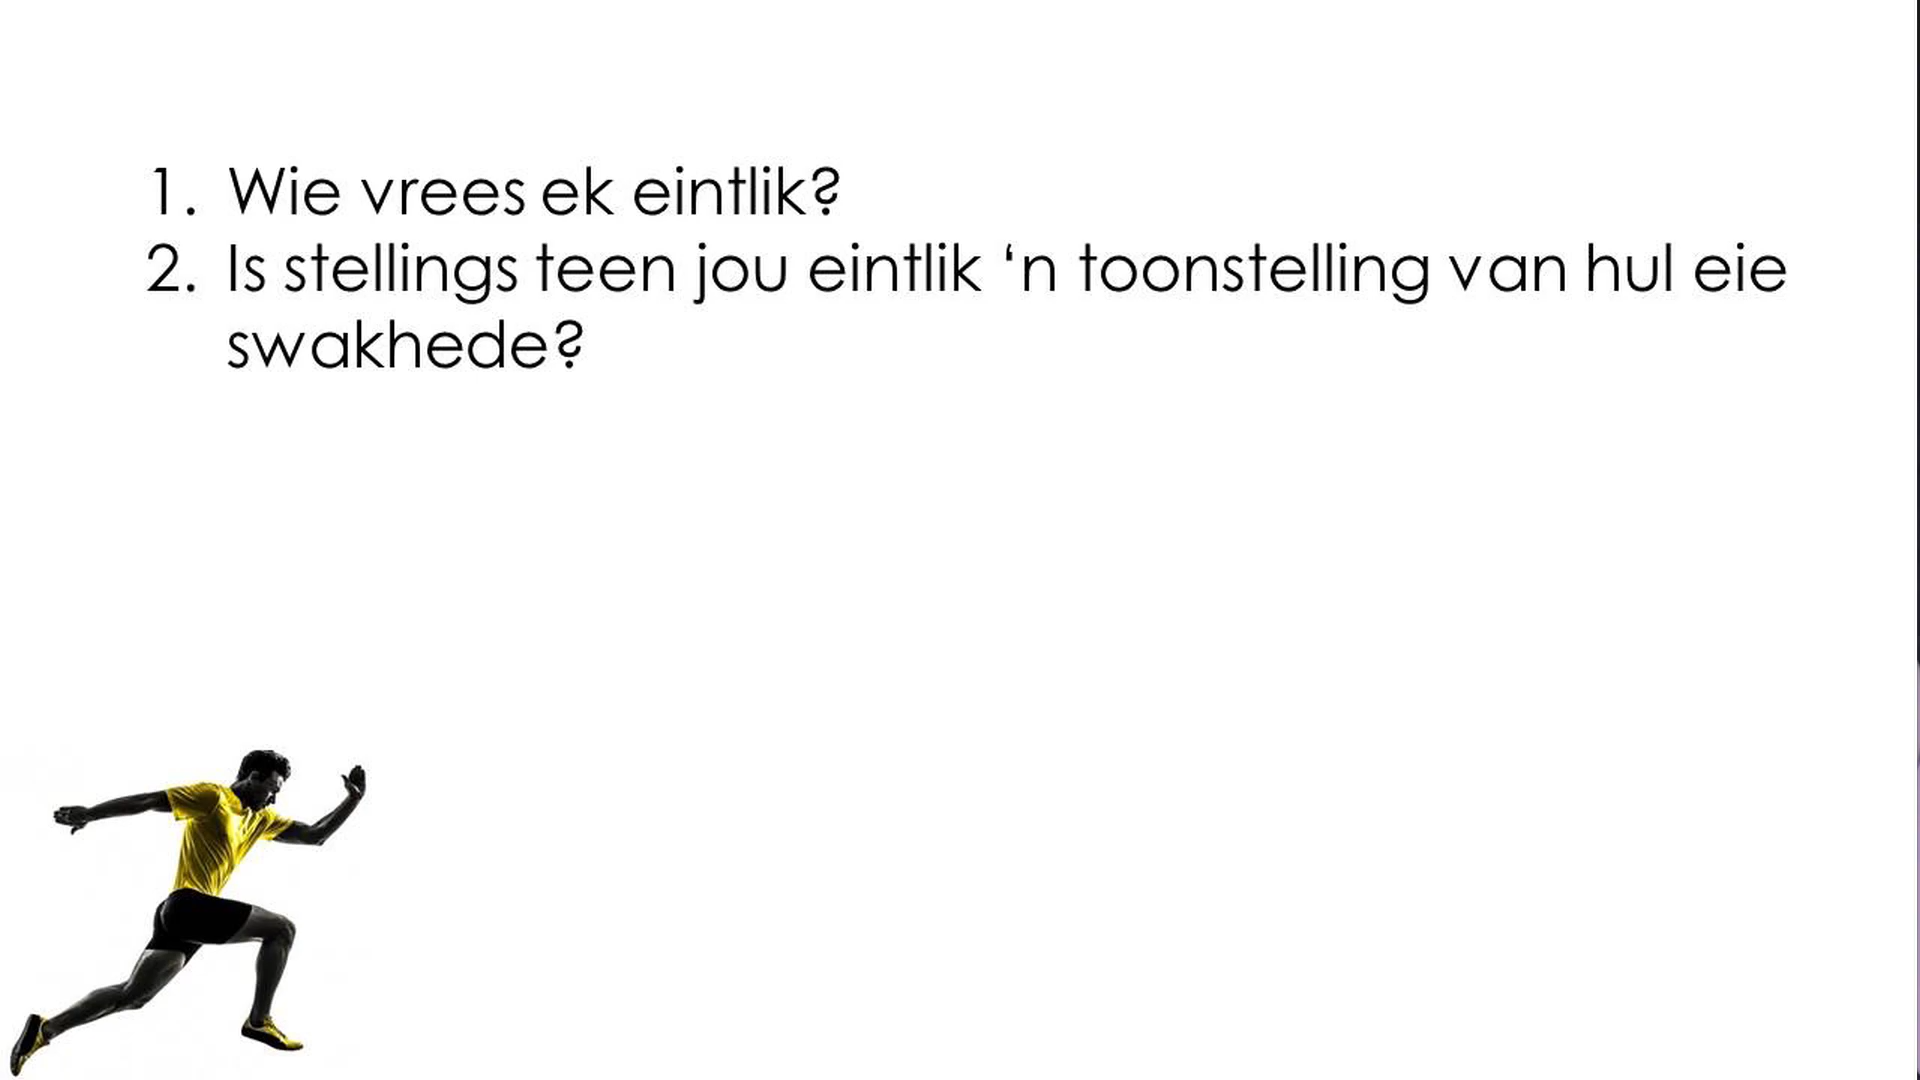 1. Wie vrees ek eintlik?
2. Is stellings teen jou eintlik ‘n toonstelling van hul eie
swakhede?